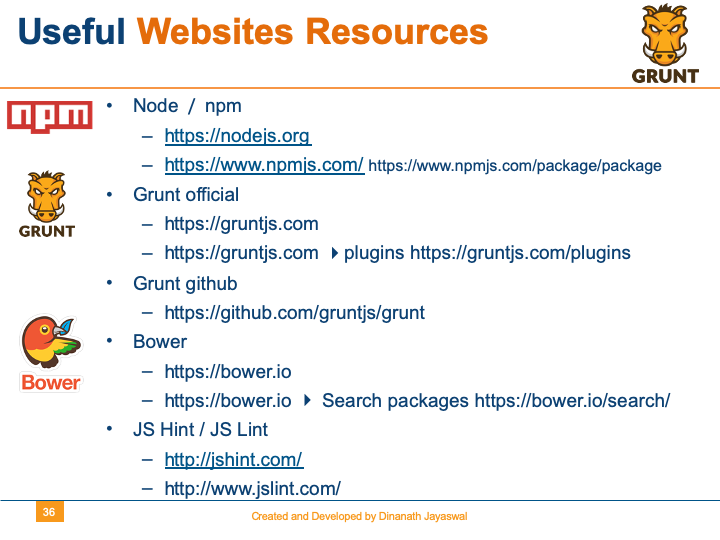 Useful Websites Resources
GRUNT
npm
• Node / npm
– https://nodejs.org
– https://www.npmjs.com/ https://www.npmjs.com/package/package
GRUNT
• Grunt official
– https://gruntjs.com
– https://gruntjs.com plugins https://gruntjs.com/plugins
• Grunt github
– https://github.com/gruntjs/grunt
Bower
• Bower
– https://bower.io
– https://bower.io Search packages https://bower.io/search/
• JS Hint / JS Lint
– http://jshint.com/
– http://www.jslint.com/
36
Created and Developed by Dinanath Jayaswal